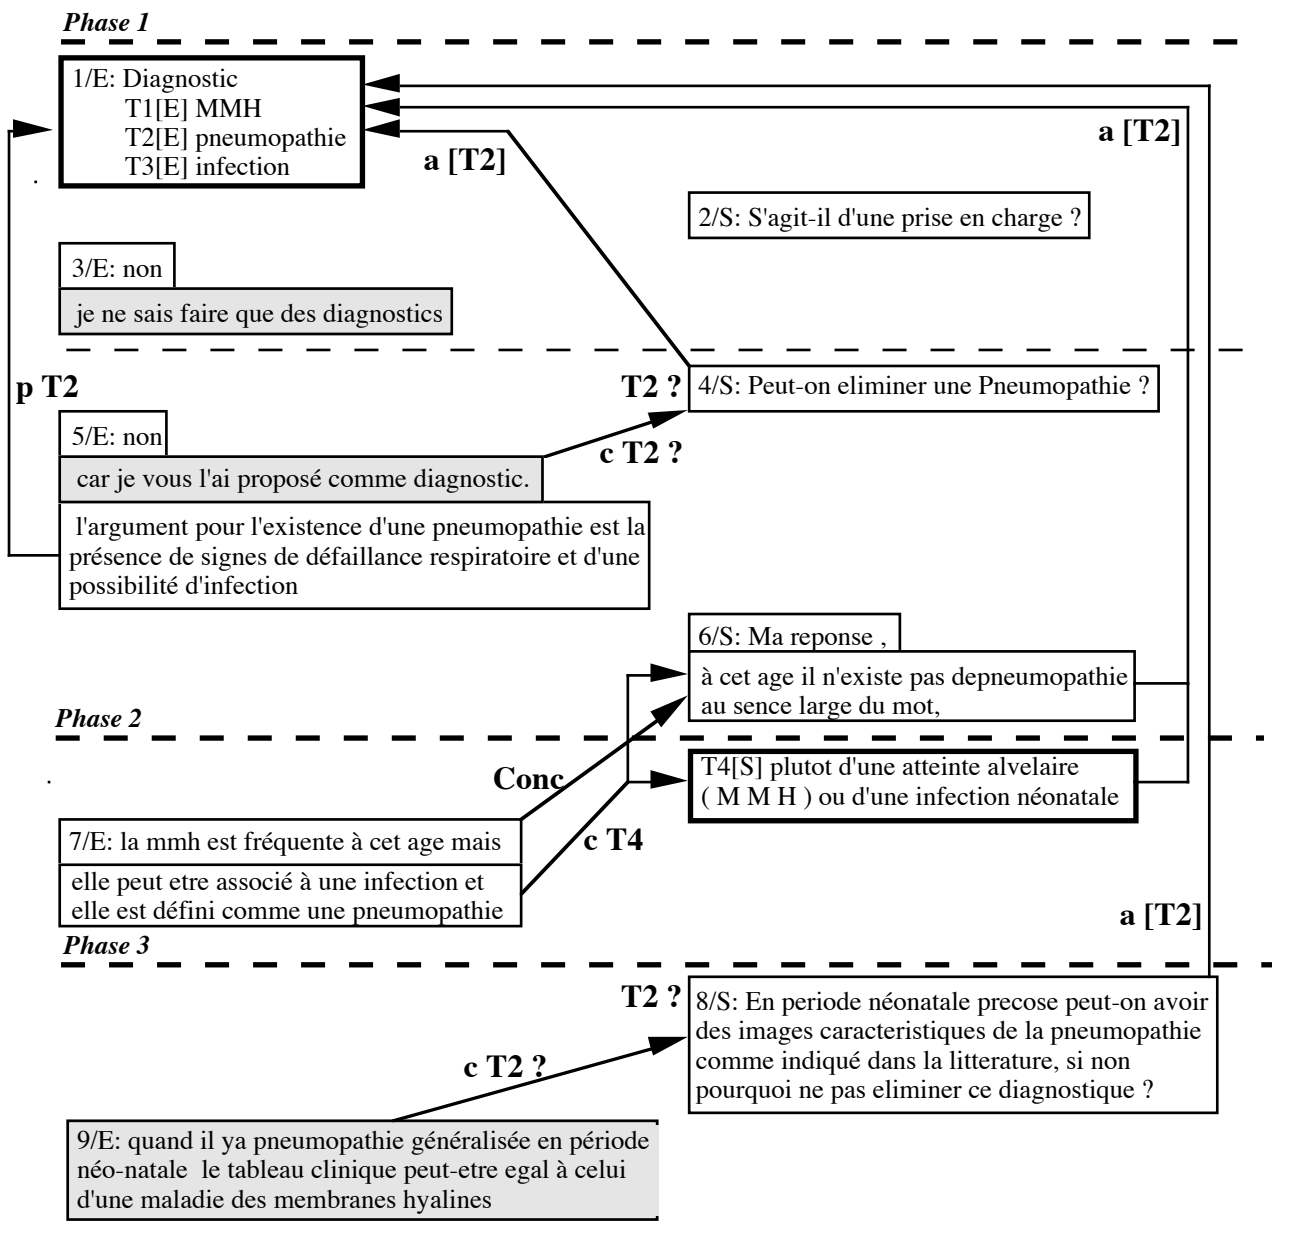 Phase 1
1/E: Diagnostic
T1[E] MMH
T2[E] pneumopathie
T3[E] infection
a [T2]
a [T2]
2/S: S'agit-il d'une prise en charge ?
3/E: non
je ne sais faire que des diagnostics
p T2
T2 ?
4/S: Peut-on eliminer une Pneumopathie ?
5/E: non
c T2 ?
car je vous l'ai proposé comme diagnostic.
l'argument pour l'existence d'une pneumopathie est la
présence de signes de défaillance respiratoire et d'une
possibilité d'infection
6/S: Ma reponse ,
à cet age il n'existe pas depneumopathie
au sence large du mot,
Phase 2
T4[S] plutot d'une atteinte alvelaire
( M M H ) ou d'une infection néonatale
Conc
c T4
7/E: la mmh est fréquente à cet age mais
elle peut etre associé à une infection et
elle est défini comme une pneumopathie
a [T2]
Phase 3
T2 ?
8/S: En periode néonatale precose peut-on avoir
des images caracteristiques de la pneumopathie
comme indiqué dans la litterature, si non
pourquoi ne pas eliminer ce diagnostique ?
c T2 ?
9/E: quand il ya pneumopathie généralisée en période
néo-natale  le tableau clinique peut-etre egal à celui
d'une maladie des membranes hyalines